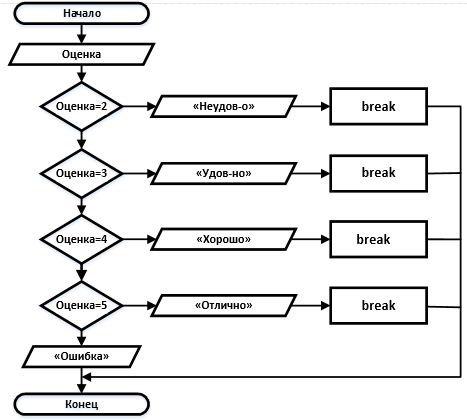 Начало
Оценка
Оценка=2 «Неудов-о» break
Оценка=3 «Удов-но» break
Оценка=4 «Хорошо» break
Оценка=5 «Отлично» break
«Ошибка»
Конец